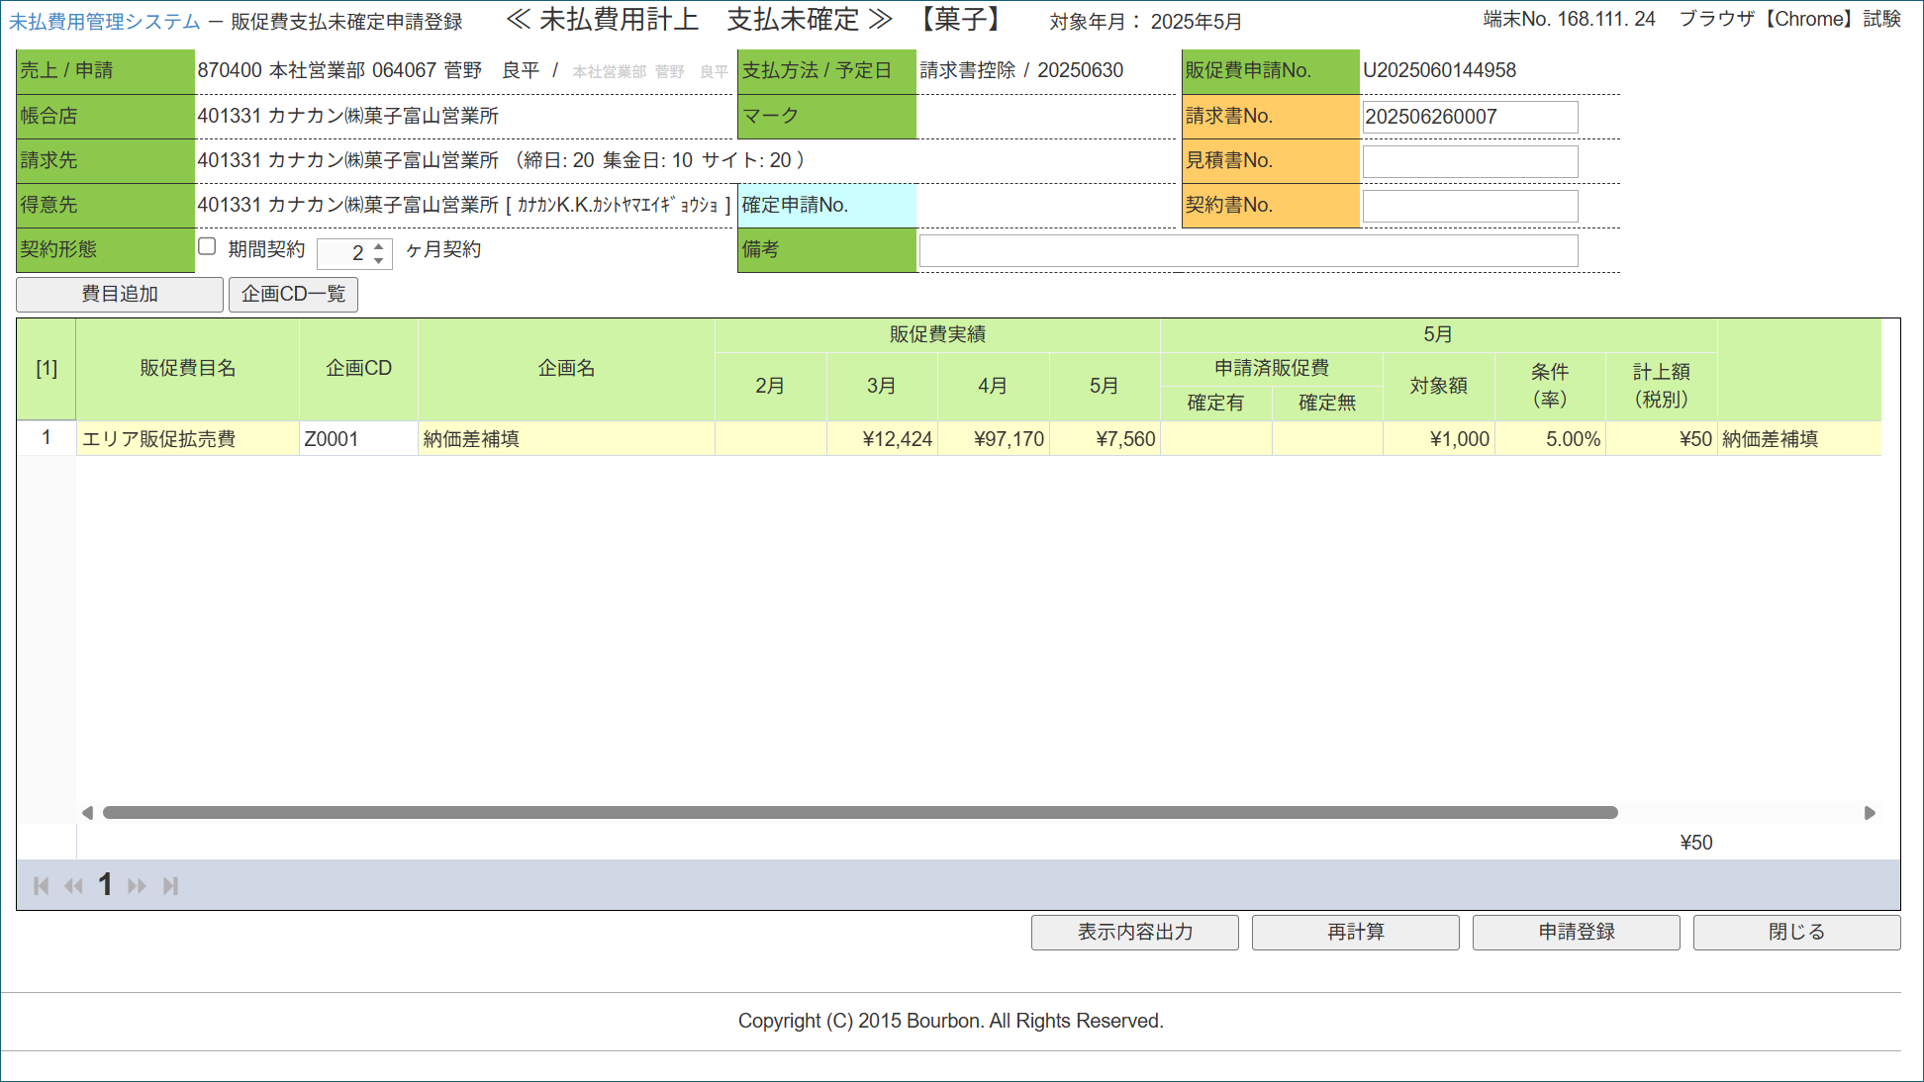 未払費用管理システム － 販促費支払未確定申請登録 ≪ 未払費用計上 支払未確定 ≫ 【菓子】 対象年月： 2025年5月 端末No. 168.111. 24 ブラウザ【Chrome】試験
売上 / 申請 870400 本社営業部 064067 菅野 良平 / 本社営業部 菅野 良平 支払方法 / 予定日 請求書控除 / 20250630 販促費申請No. U2025060144958
帳合店 401331 カナカン㈱菓子富山営業所 マーク 請求書No. 202506260007
請求先 401331 カナカン㈱菓子富山営業所 （締日: 20 集金日: 10 サイト: 20 ） 見積書No.
得意先 401331 カナカン㈱菓子富山営業所 [ ｶﾅｶﾝK.K.ｶｼﾄﾔﾏｴｲｷﾞｮｳｼｮ ] 確定申請No. 契約書No.
契約形態 期間契約 2 ヶ月契約 備考
費目追加 企画CD一覧
[1] 販促費目名 企画CD 企画名 販促費実績 5月
2月 3月 4月 5月 申請済販促費 対象額 条件 計上額
確定有 確定無 （率） （税別）
1 エリア販促拡売費 Z0001 納価差補填 ¥12,424 ¥97,170 ¥7,560 ¥1,000 5.00% ¥50 納価差補填
¥50
1
表示内容出力 再計算 申請登録 閉じる
Copyright (C) 2015 Bourbon. All Rights Reserved.